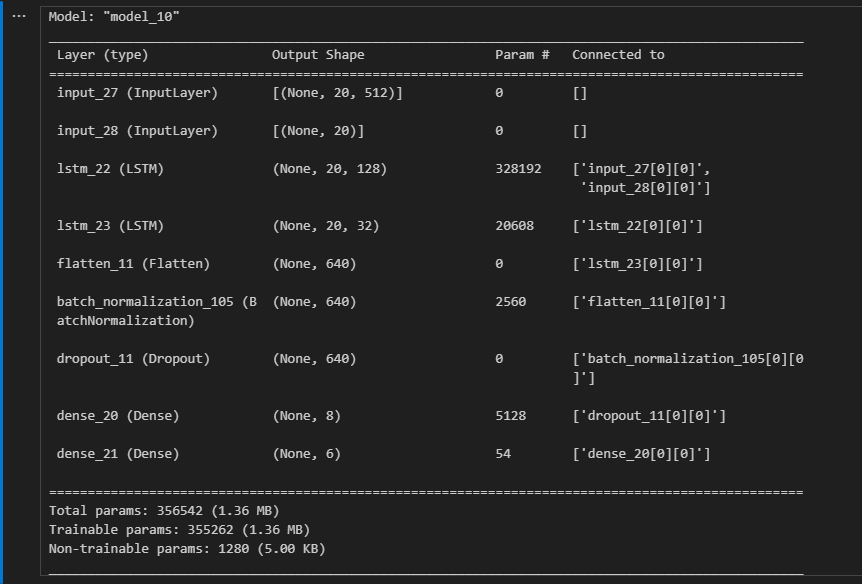 ...
Model: "model_10"
Layer (type) Output Shape Param # Connected to
==================================================================================================
input_27 (InputLayer) [(None, 20, 512)] 0 []
input_28 (InputLayer) [(None, 20)] 0 []
lstm_22 (LSTM) (None, 20, 128) 328192 ['input_27[0][0]',
'input_28[0][0]']
lstm_23 (LSTM) (None, 20, 32) 20608 ['lstm_22[0][0]']
flatten_11 (Flatten) (None, 640) 0 ['lstm_23[0][0]']
batch_normalization_105 (B (None, 640) 2560 ['flatten_11[0][0]']
atchNormalization)
dropout_11 (Dropout) (None, 640) 0 ['batch_normalization_105[0][0
]']
dense_20 (Dense) (None, 8) 5128 ['dropout_11[0][0]']
dense_21 (Dense) (None, 6) 54 ['dense_20[0][0]']
==================================================================================================
Total params: 356542 (1.36 MB)
Trainable params: 355262 (1.36 MB)
Non-trainable params: 1280 (5.00 KB)